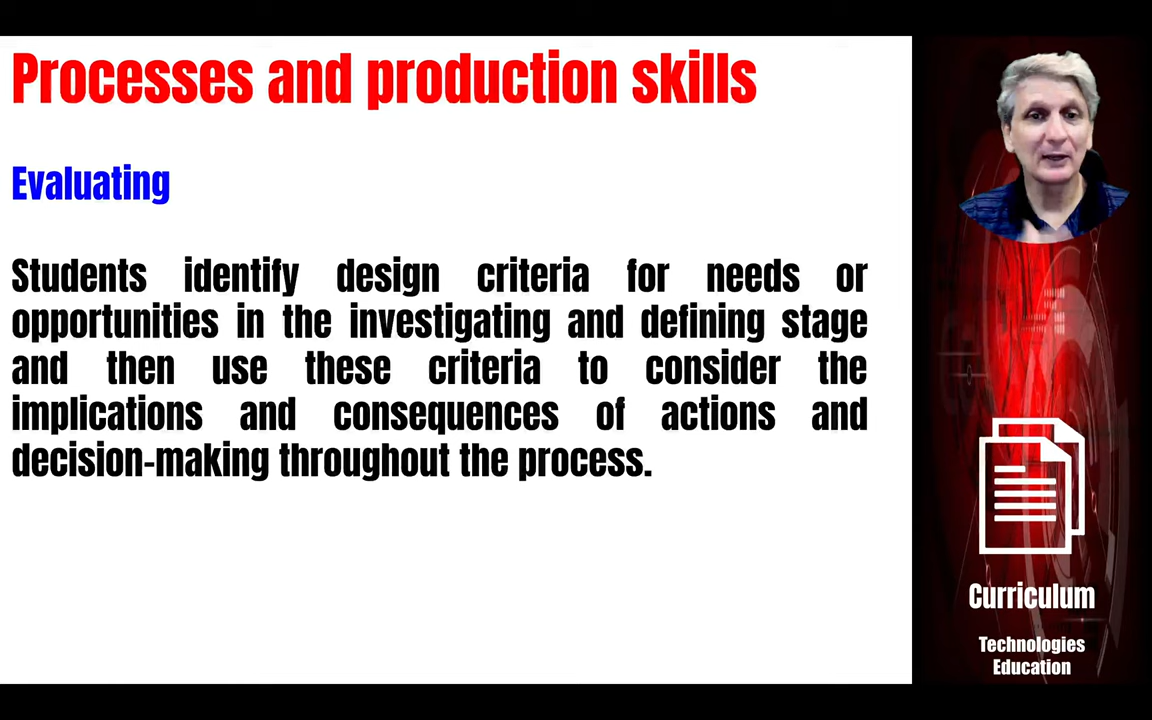 Processes and production skills
Evaluating
Students identify design criteria for needs or
opportunities in the investigating and defining stage
and then use these criteria to consider the
implications and consequences of actions and
decision-making throughout the process.
Curriculum
Technologies
Education